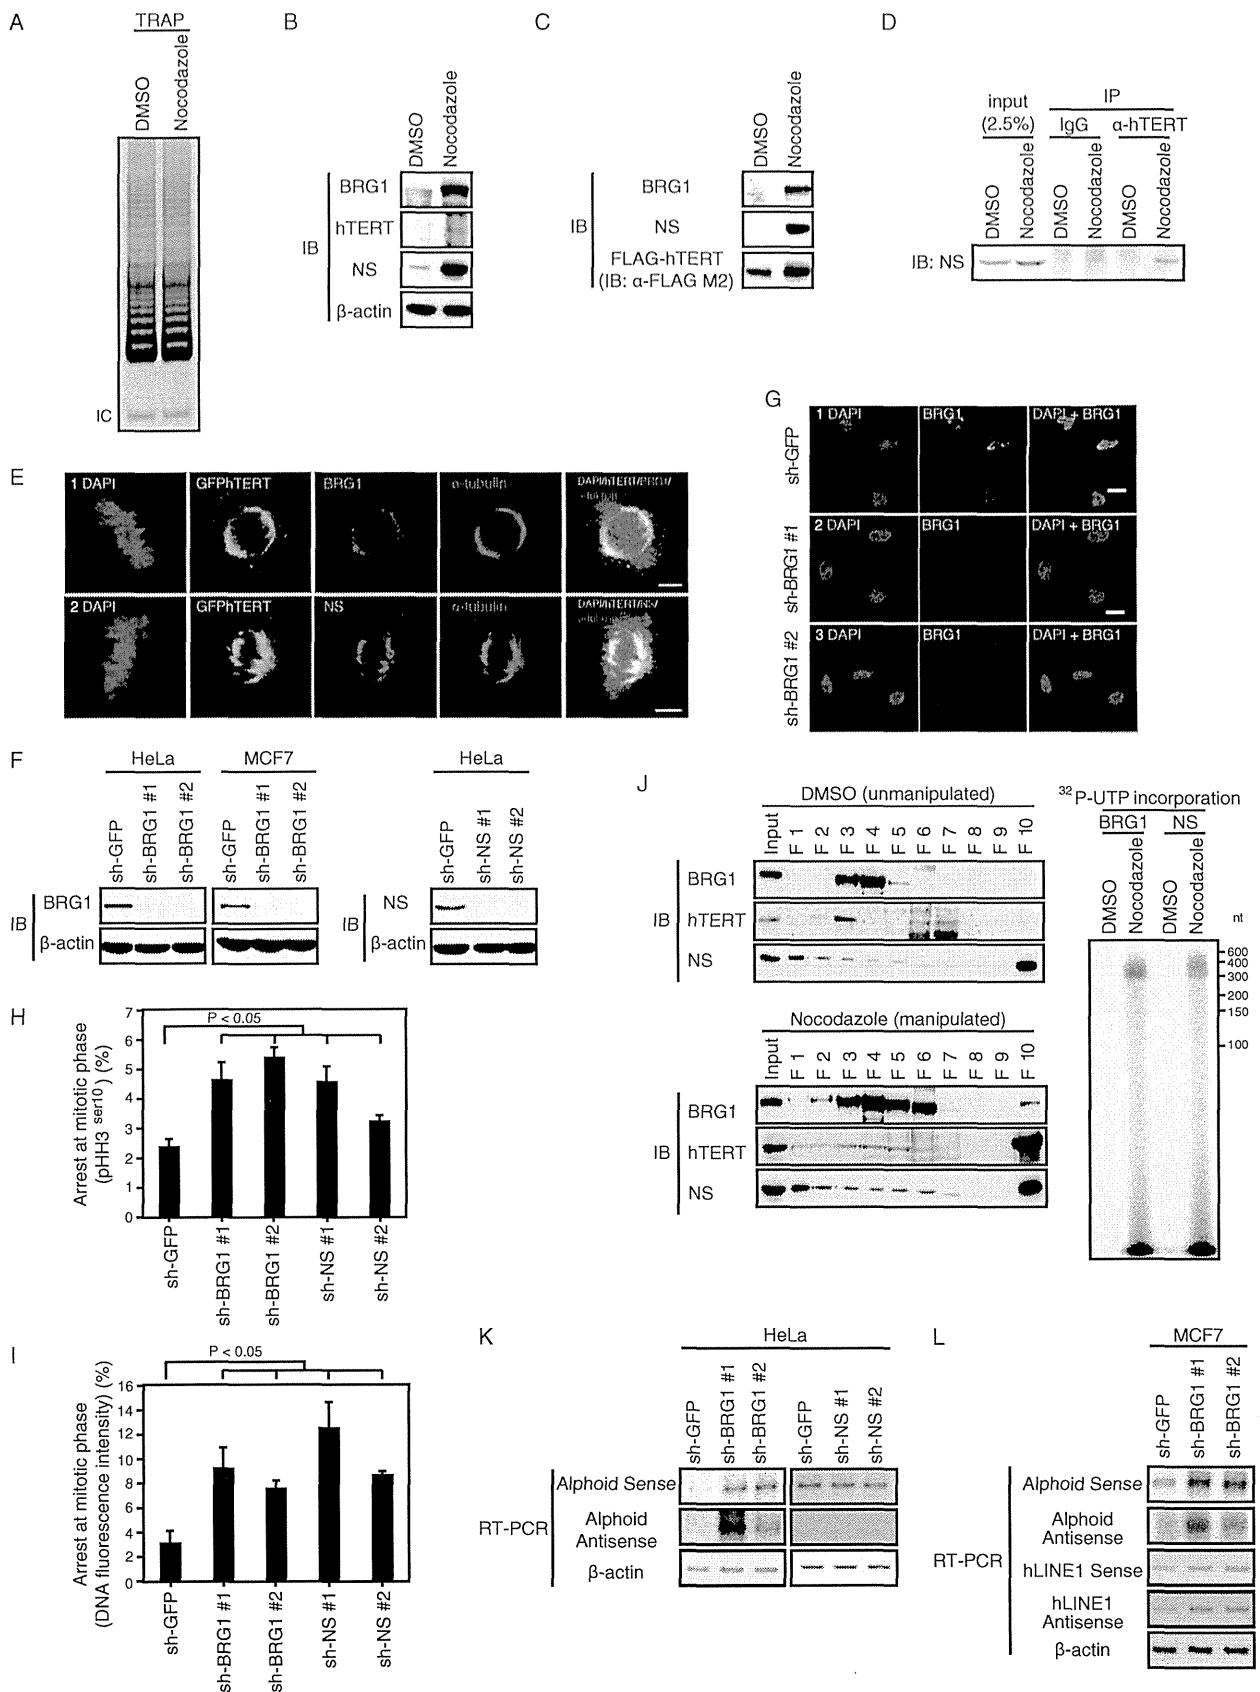 A
TRAP
DMSO
Nocodazole
IC
B
DMSO
Nocodazole
IB
BRG1
hTERT
NS
β-actin
C
DMSO
Nocodazole
IB
BRG1
NS
FLAG-hTERT
(IB: α-FLAG M2)
D
input
(2.5%)
IP
IgG
α-hTERT
DMSO
Nocodazole
DMSO
Nocodazole
DMSO
Nocodazole
IB: NS
E
1 DAPI
GFPhTERT
BRG1
α-tubulin
DAPI/hTERT/BRG1/
α-tubulin
2 DAPI
GFPhTERT
NS
α-tubulin
DAPI/hTERT/NS/
α-tubulin
G
sh-GFP
1 DAPI
BRG1
DAPI + BRG1
sh-BRG1 #1
2 DAPI
BRG1
DAPI + BRG1
sh-BRG1 #2
3 DAPI
BRG1
DAPI + BRG1
F
HeLa
MCF7
HeLa
sh-GFP
sh-BRG1 #1
sh-BRG1 #2
sh-GFP
sh-BRG1 #1
sh-BRG1 #2
sh-GFP
sh-NS #1
sh-NS #2
IB
BRG1
β-actin
IB
NS
β-actin
H
Arrest at mitotic phase
(pHH3 ser10) (%)
7
6
5
4
3
2
1
0
P < 0.05
sh-GFP
sh-BRG1 #1
sh-BRG1 #2
sh-NS #1
sh-NS #2
J
DMSO (unmanipulated)
Input
F 1
F 2
F 3
F 4
F 5
F 6
F 7
F 8
F 9
F 10
IB
BRG1
hTERT
NS
Nocodazole (manipulated)
Input
F 1
F 2
F 3
F 4
F 5
F 6
F 7
F 8
F 9
F 10
IB
BRG1
hTERT
NS
32P-UTP incorporation
BRG1
NS
DMSO
Nocodazole
DMSO
Nocodazole
nt
600
400
300
200
150
100
I
Arrest at mitotic phase
(DNA fluorescence intensity) (%)
16
14
12
10
8
6
4
2
0
P < 0.05
sh-GFP
sh-BRG1 #1
sh-BRG1 #2
sh-NS #1
sh-NS #2
K
HeLa
sh-GFP
sh-BRG1 #1
sh-BRG1 #2
sh-GFP
sh-NS #1
sh-NS #2
RT-PCR
Alphoid Sense
Alphoid
Antisense
β-actin
L
MCF7
sh-GFP
sh-BRG1 #1
sh-BRG1 #2
RT-PCR
Alphoid Sense
Alphoid
Antisense
hLINE1 Sense
hLINE1
Antisense
β-actin